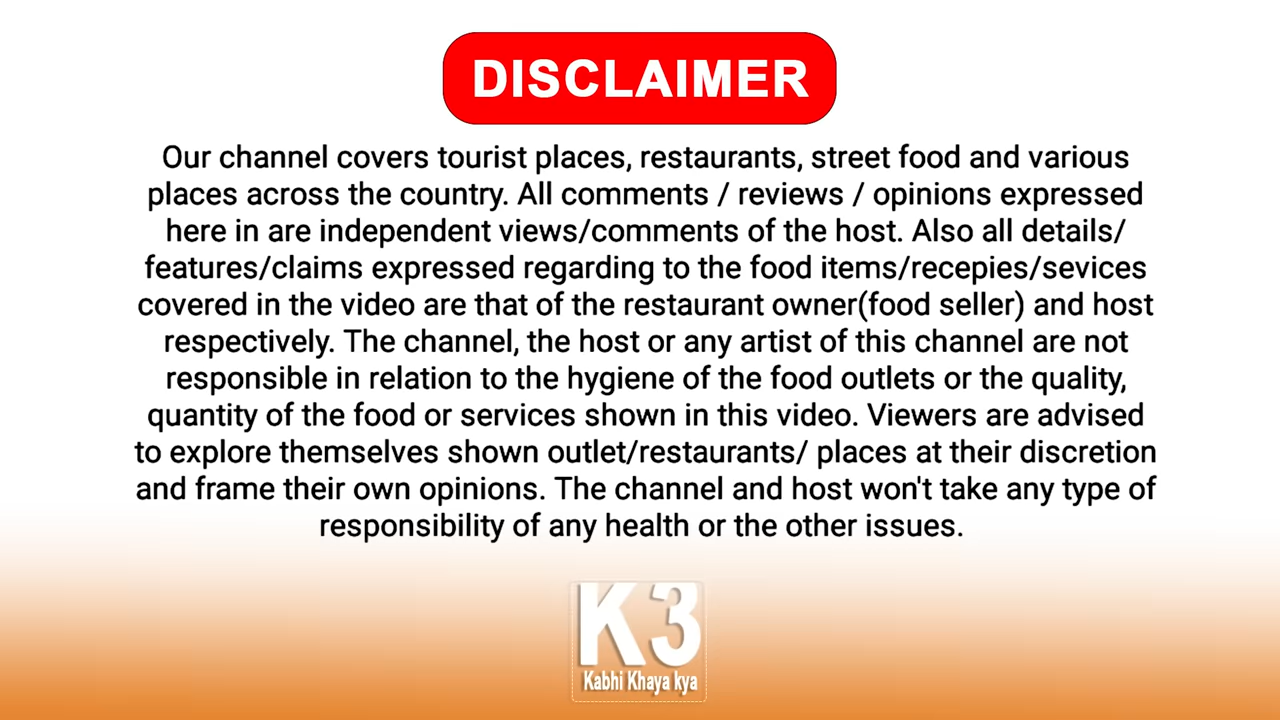 DISCLAIMER
Our channel covers tourist places, restaurants, street food and various
places across the country. All comments / reviews / opinions expressed
here in are independent views/comments of the host. Also all details/
features/claims expressed regarding to the food items/recepies/sevices
covered in the video are that of the restaurant owner(food seller) and host
respectively. The channel, the host or any artist of this channel are not
responsible in relation to the hygiene of the food outlets or the quality,
quantity of the food or services shown in this video. Viewers are advised
to explore themselves shown outlet/restaurants/ places at their discretion
and frame their own opinions. The channel and host won't take any type of
responsibility of any health or the other issues.
K3
Kabhi Khaya kya